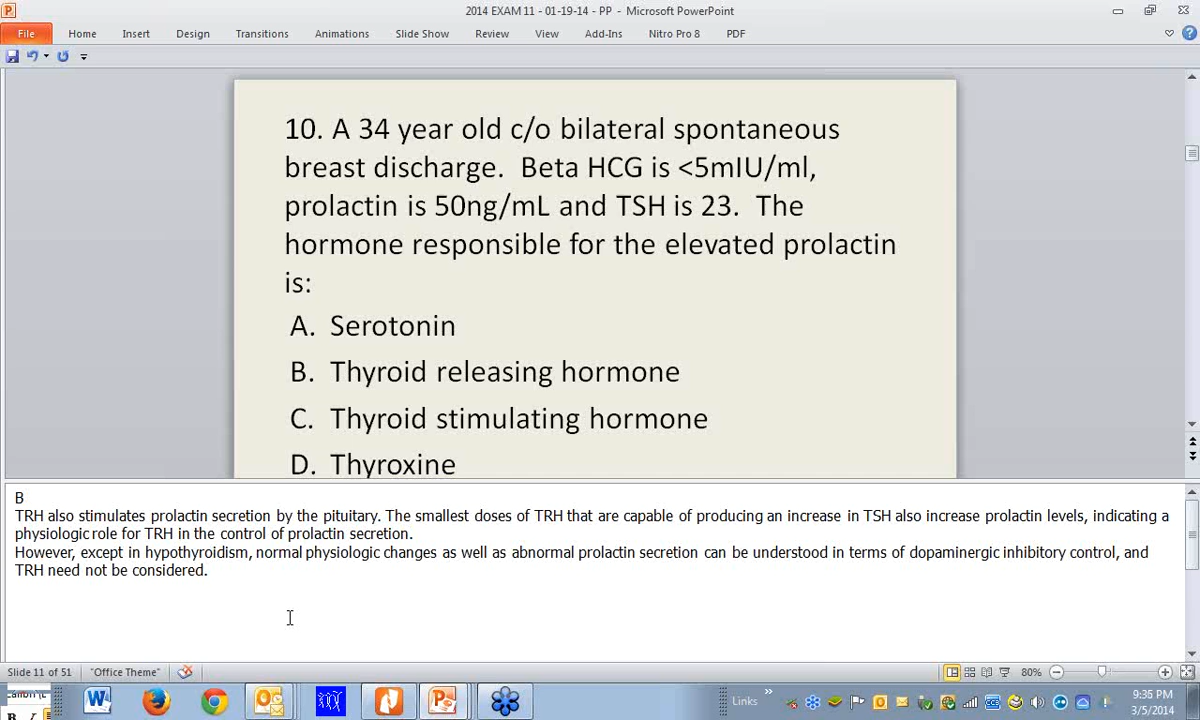 2014 EXAM 11 - 01-19-14 - PP - Microsoft PowerPoint
File Home Insert Design Transitions Animations Slide Show Review View Add-Ins Nitro Pro 8 PDF
10. A 34 year old c/o bilateral spontaneous
breast discharge. Beta HCG is <5mIU/ml,
prolactin is 50ng/mL and TSH is 23. The
hormone responsible for the elevated prolactin
is:
A. Serotonin
B. Thyroid releasing hormone
C. Thyroid stimulating hormone
D. Thyroxine
B
TRH also stimulates prolactin secretion by the pituitary. The smallest doses of TRH that are capable of producing an increase in TSH also increase prolactin levels, indicating a
physiologic role for TRH in the control of prolactin secretion.
However, except in hypothyroidism, normal physiologic changes as well as abnormal prolactin secretion can be understood in terms of dopaminergic inhibitory control, and
TRH need not be considered.
Slide 11 of 51 "Office Theme" 80%
Links
9:35 PM
3/5/2014